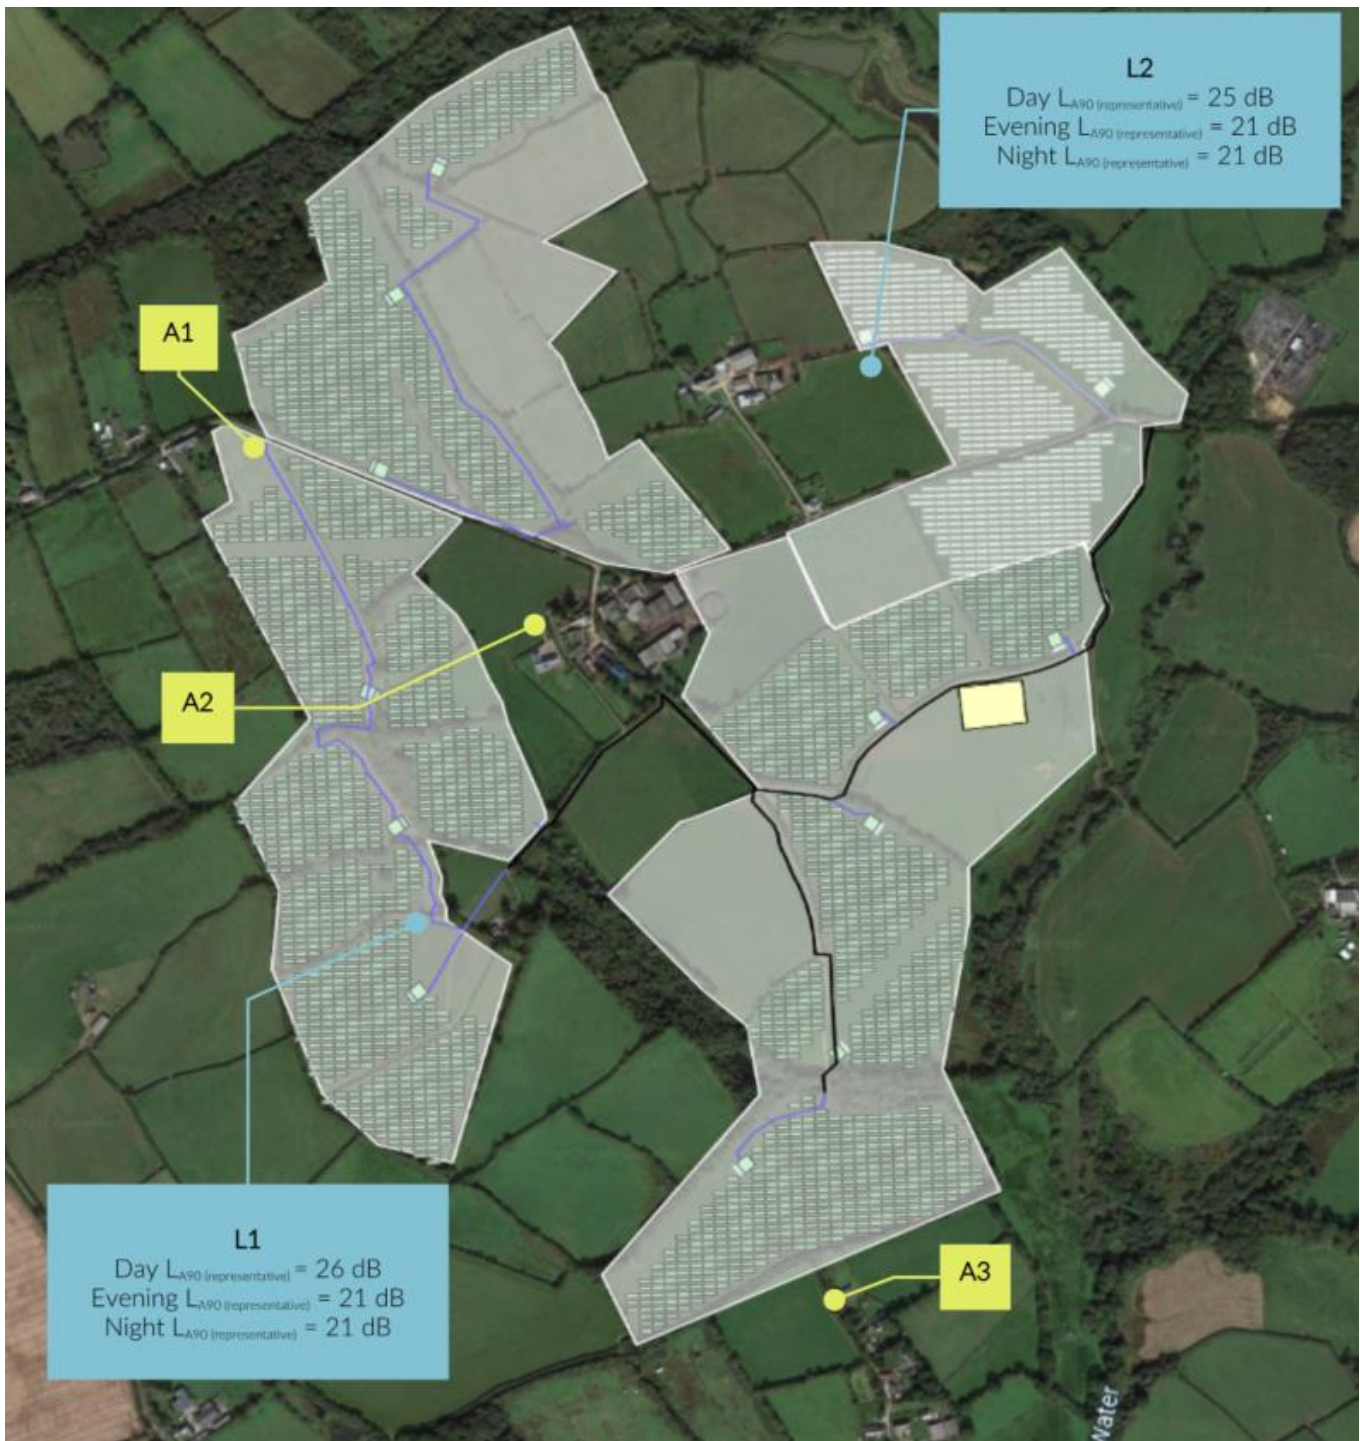 L2
Day LA90 (representative) = 25 dB
Evening LA90 (representative) = 21 dB
Night LA90 (representative) = 21 dB
A1
A2
L1
Day LA90 (representative) = 26 dB
Evening LA90 (representative) = 21 dB
Night LA90 (representative) = 21 dB
A3
Water